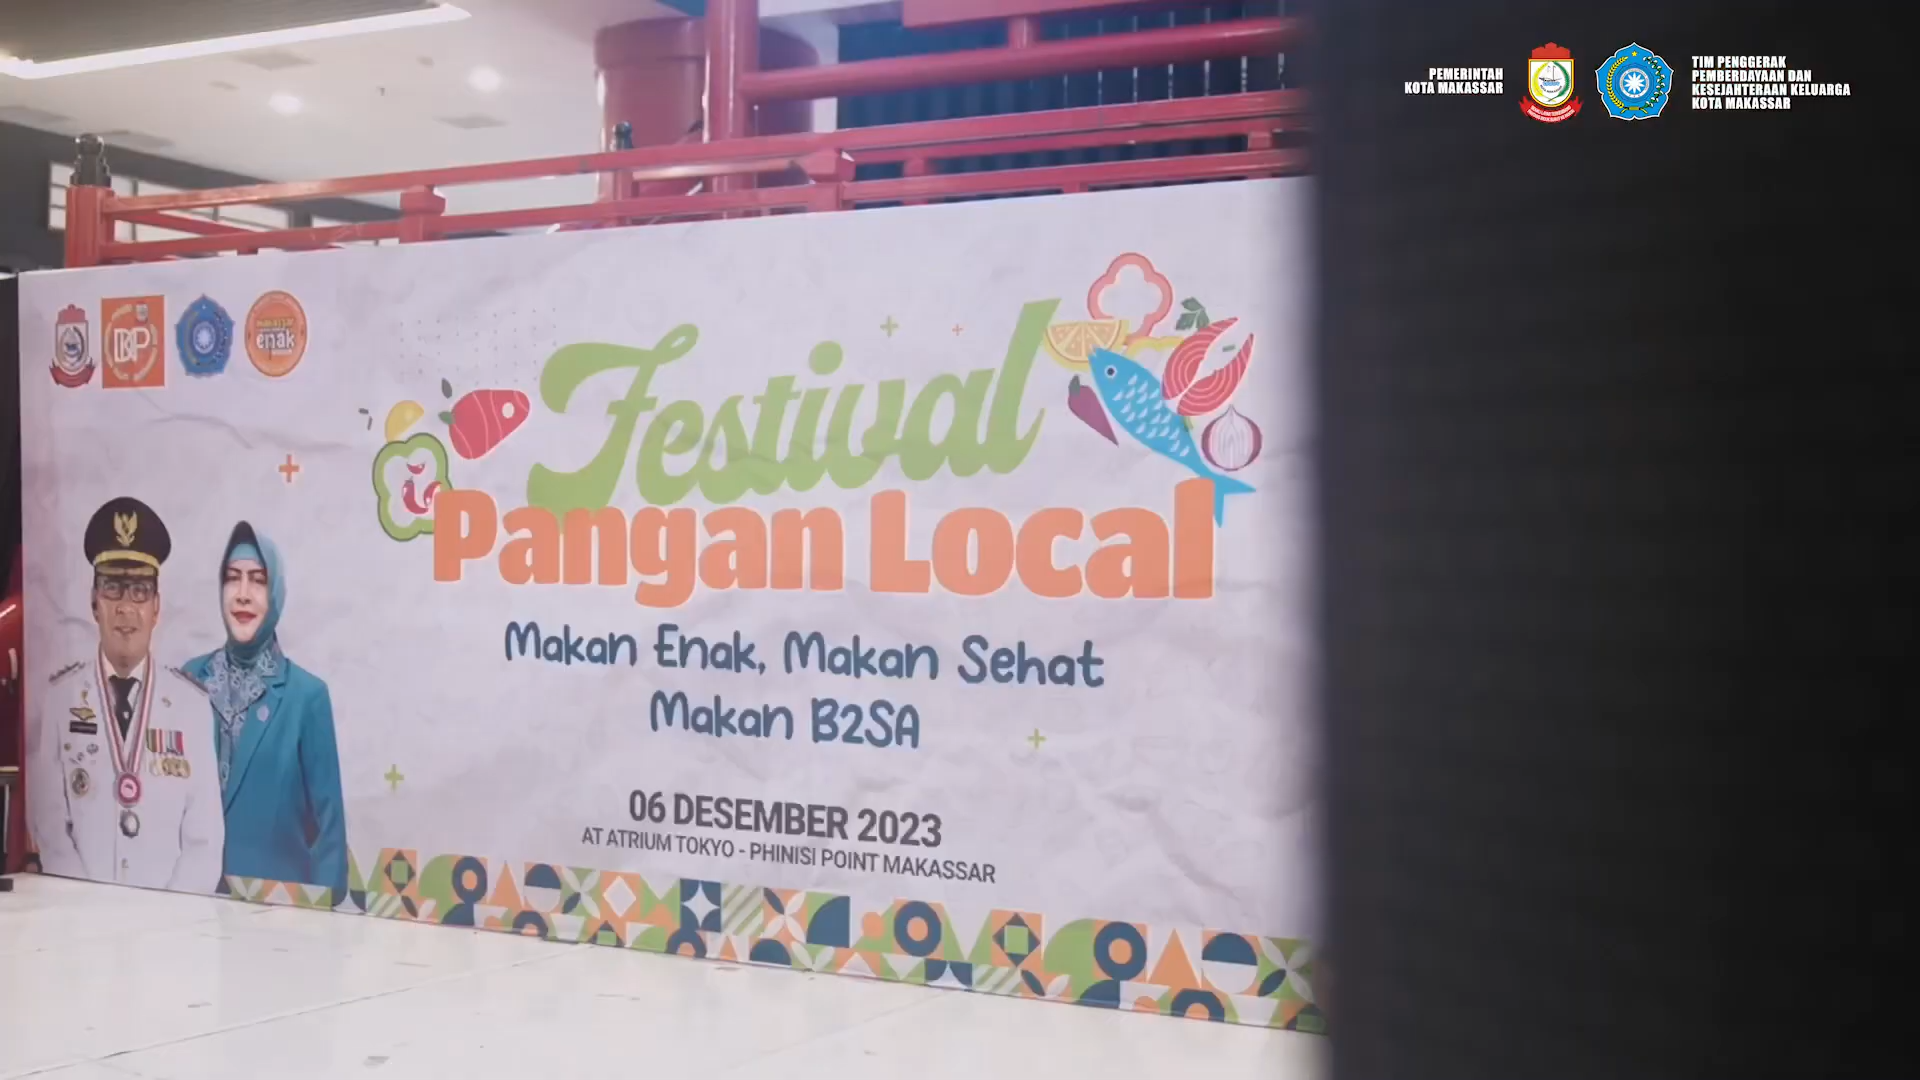 PEMERINTAH
KOTA MAKASSAR
TIM PENGGERAK
PEMBERDAYAAN DAN
KESEJAHTERAAN KELUARGA
KOTA MAKASSAR
enak
Festival
Pangan Local
Makan Enak, Makan Sehat
Makan B2SA
06 DESEMBER 2023
AT ATRIUM TOKYO - PHINISI POINT MAKASSAR